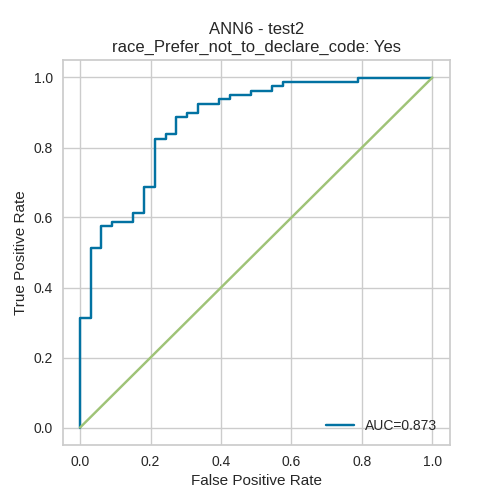 ANN6 - test2
race_Prefer_not_to_declare_code: Yes
True Positive Rate
1.0
0.8
0.6
0.4
0.2
0.0
AUC=0.873
0.0 0.2 0.4 0.6 0.8 1.0
False Positive Rate